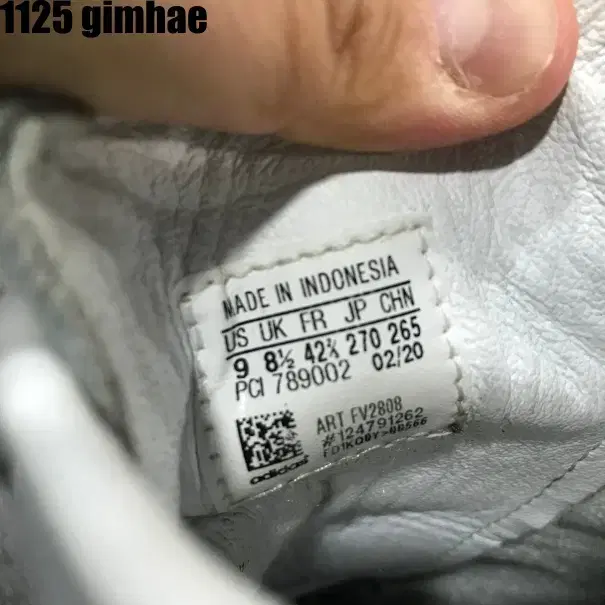 1125 gimhae
MADE IN INDONESIA
US UK FR JP CHN
9 8½ 42⅔ 270 265
PCI 789002 02/20
ART FV2808
#124791262
adidas